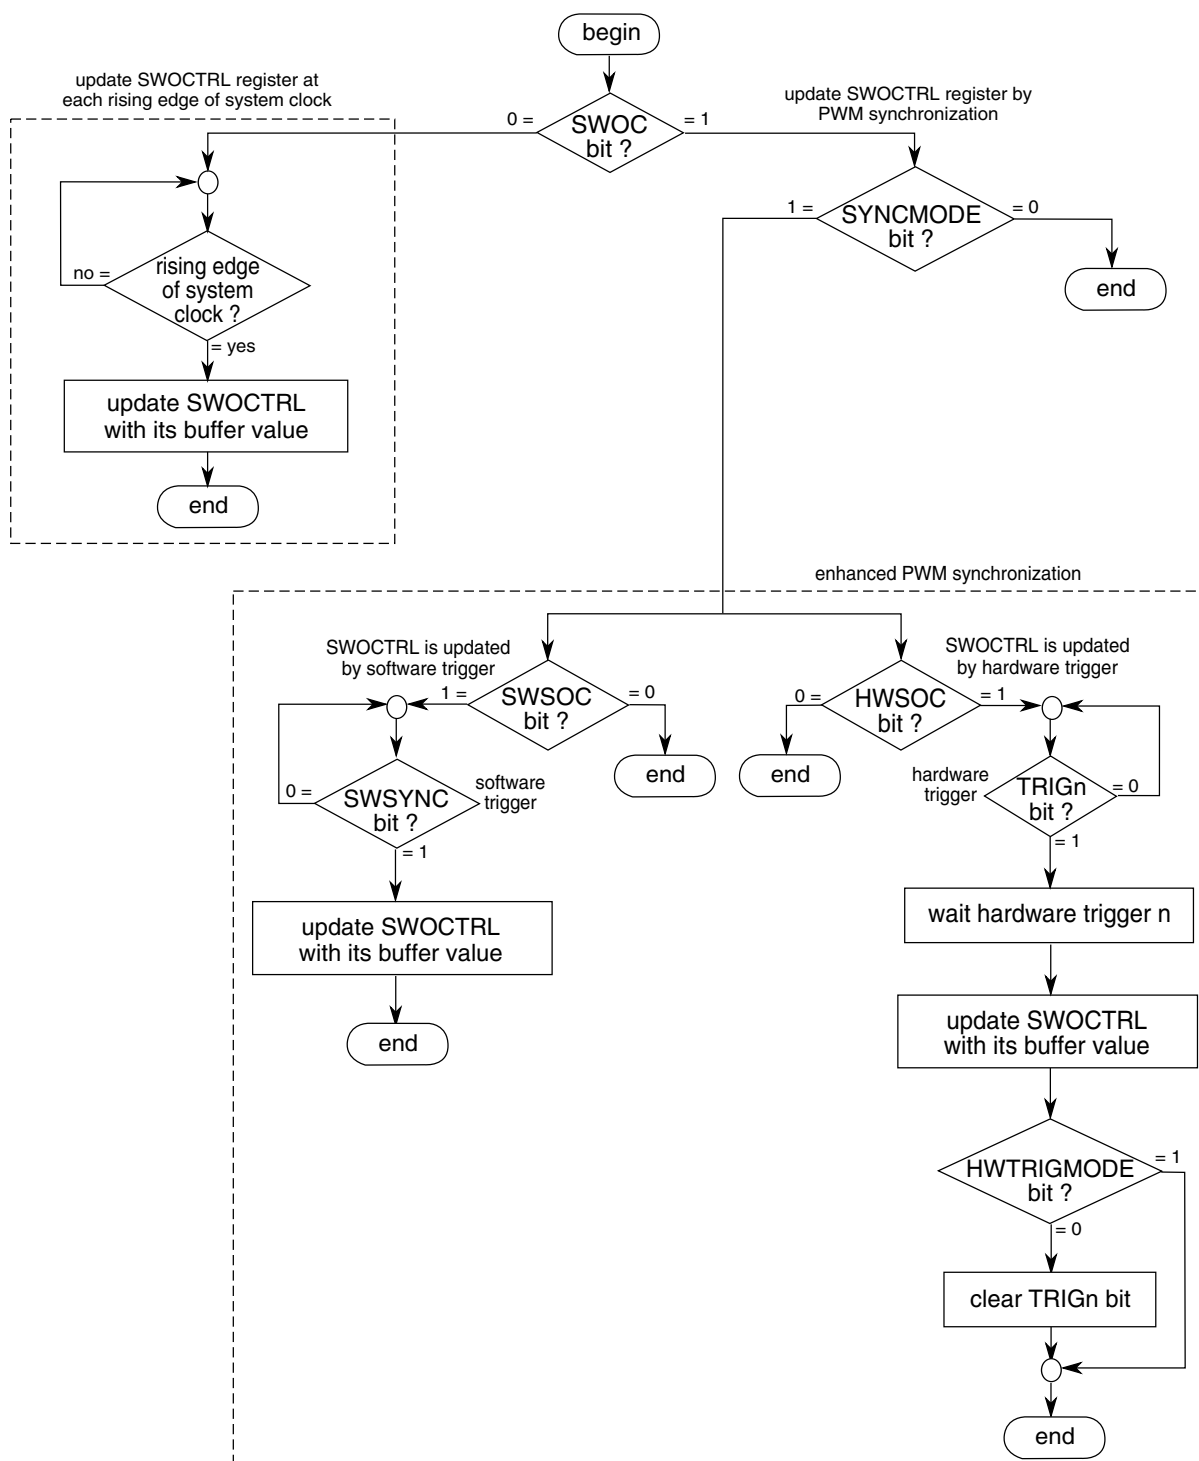 begin
update SWOCTRL register at
each rising edge of system clock
update SWOCTRL register by
PWM synchronization
0 =
SWOC
bit ?
= 1
1 =
SYNCMODE
bit ?
= 0
end
no =
rising edge
of system
clock ?
= yes
update SWOCTRL
with its buffer value
end
enhanced PWM synchronization
SWOCTRL is updated
by software trigger
SWOCTRL is updated
by hardware trigger
1 =
SWSOC
bit ?
= 0
end
0 =
HWSOC
bit ?
= 1
end
0 =
SWSYNC
bit ?
software
trigger
= 1
hardware
trigger
TRIGn
bit ?
= 0
= 1
update SWOCTRL
with its buffer value
end
wait hardware trigger n
update SWOCTRL
with its buffer value
HWTRIGMODE
bit ?
= 1
= 0
clear TRIGn bit
end